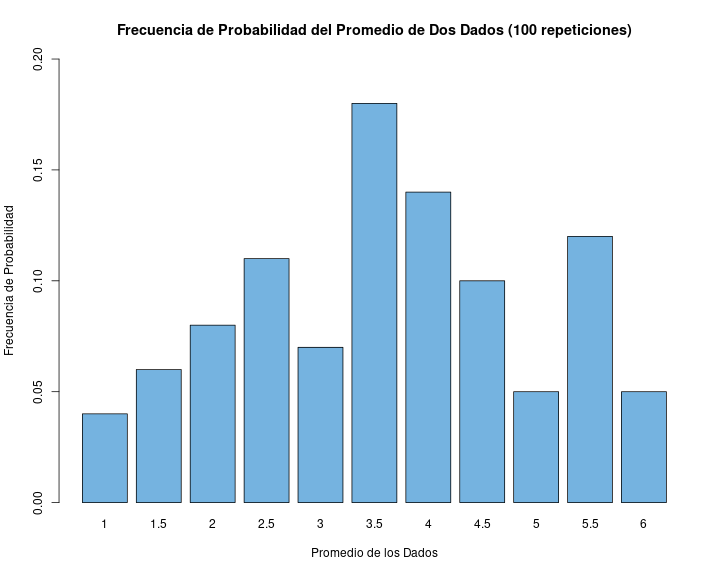 Frecuencia de Probabilidad del Promedio de Dos Dados (100 repeticiones)
Frecuencia de Probabilidad
0.20
0.15
0.10
0.05
0.00
1 1.5 2 2.5 3 3.5 4 4.5 5 5.5 6
Promedio de los Dados